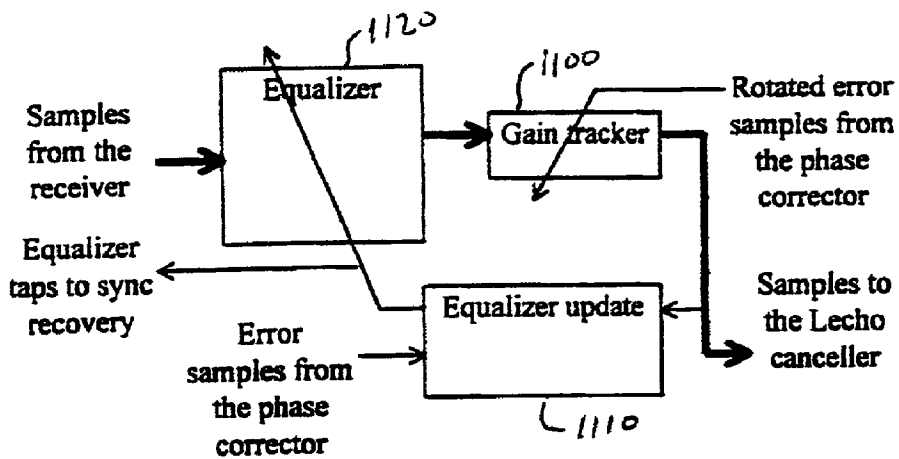 1120
Equalizer
1100
Gain tracker
Rotated error
samples from
the phase
corrector
Samples
from the
receiver
Equalizer
taps to sync
recovery
Equalizer update
Error
samples from
the phase
corrector
Samples to
the Lecho
canceller
1110